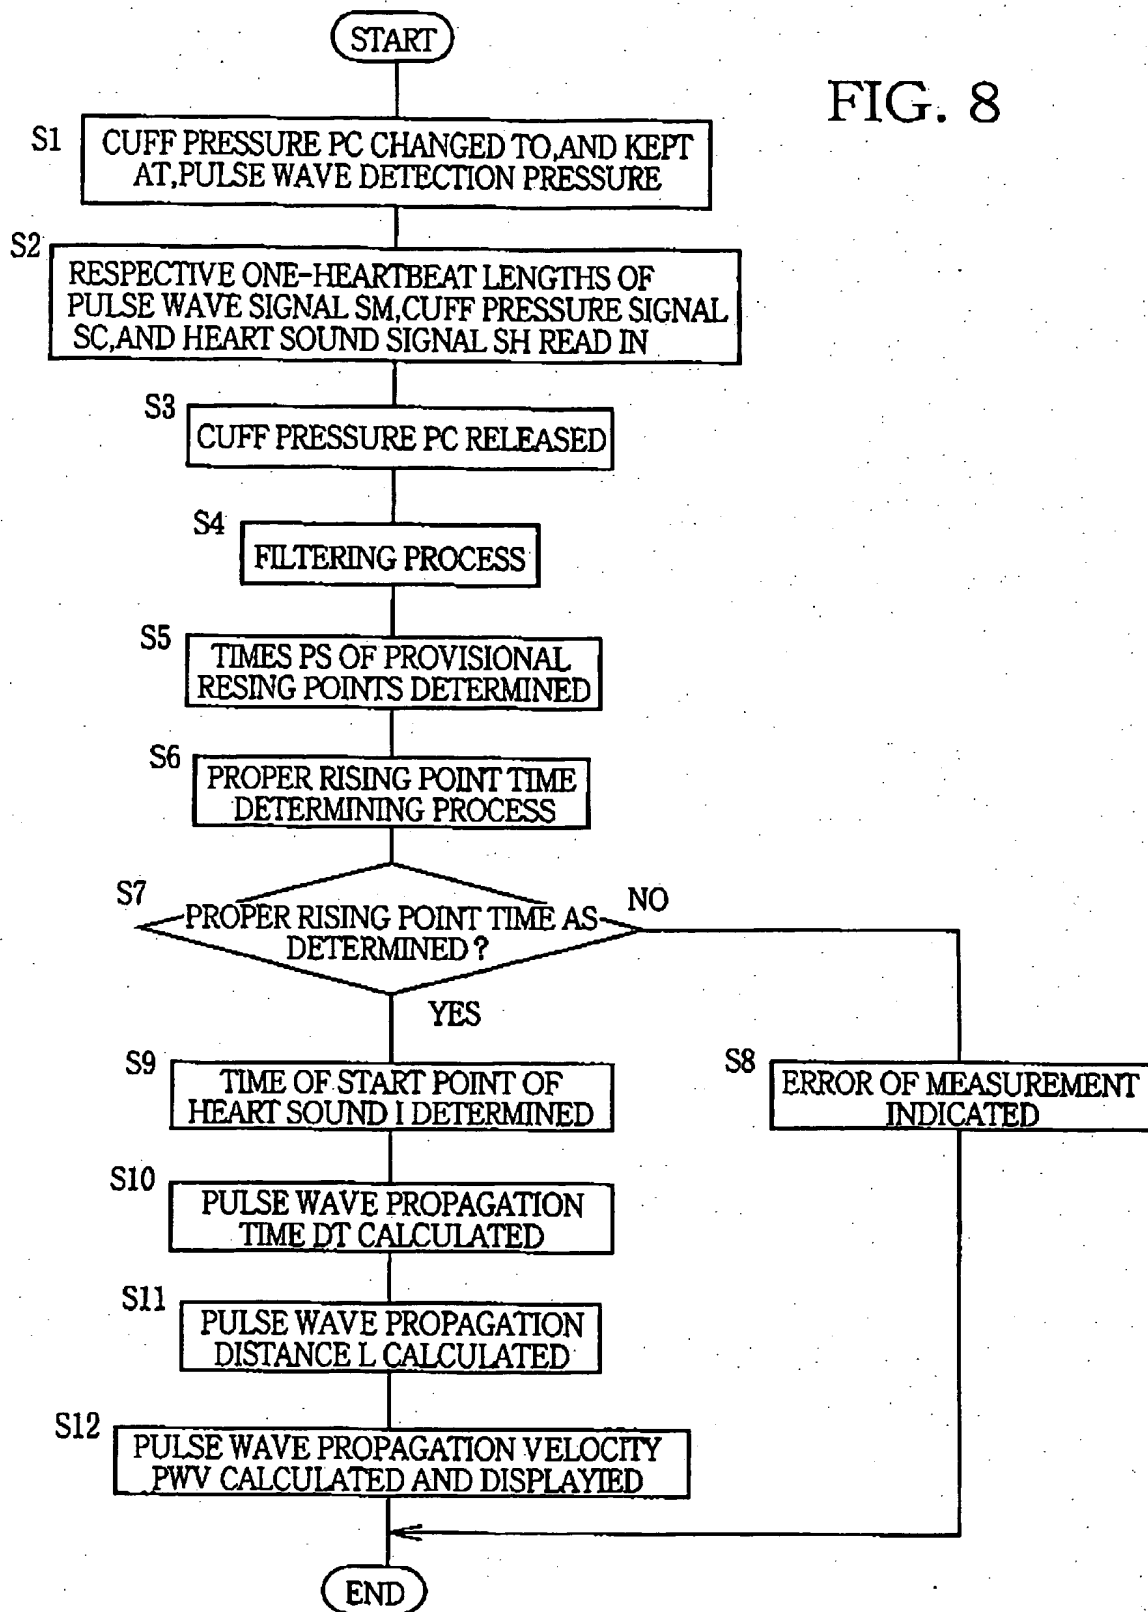 START
FIG. 8
S1
CUFF PRESSURE PC CHANGED TO,AND KEPT
AT,PULSE WAVE DETECTION PRESSURE
S2
RESPECTIVE ONE-HEARTBEAT LENGTHS OF
PULSE WAVE SIGNAL SM,CUFF PRESSURE SIGNAL
SC,AND HEART SOUND SIGNAL SH READ IN
S3
CUFF PRESSURE PC RELEASED
S4
FILTERING PROCESS
S5
TIMES PS OF PROVISIONAL
RESING POINTS DETERMINED
S6
PROPER RISING POINT TIME
DETERMINING PROCESS
S7
PROPER RISING POINT TIME AS
DETERMINED?
NO
YES
S9
TIME OF START POINT OF
HEART SOUND I DETERMINED
S8
ERROR OF MEASUREMENT
INDICATED
S10
PULSE WAVE PROPAGATION
TIME DT CALCULATED
S11
PULSE WAVE PROPAGATION
DISTANCE L CALCULATED
S12
PULSE WAVE PROPAGATION VELOCITY
PWV CALCULATED AND DISPLAYIED
END